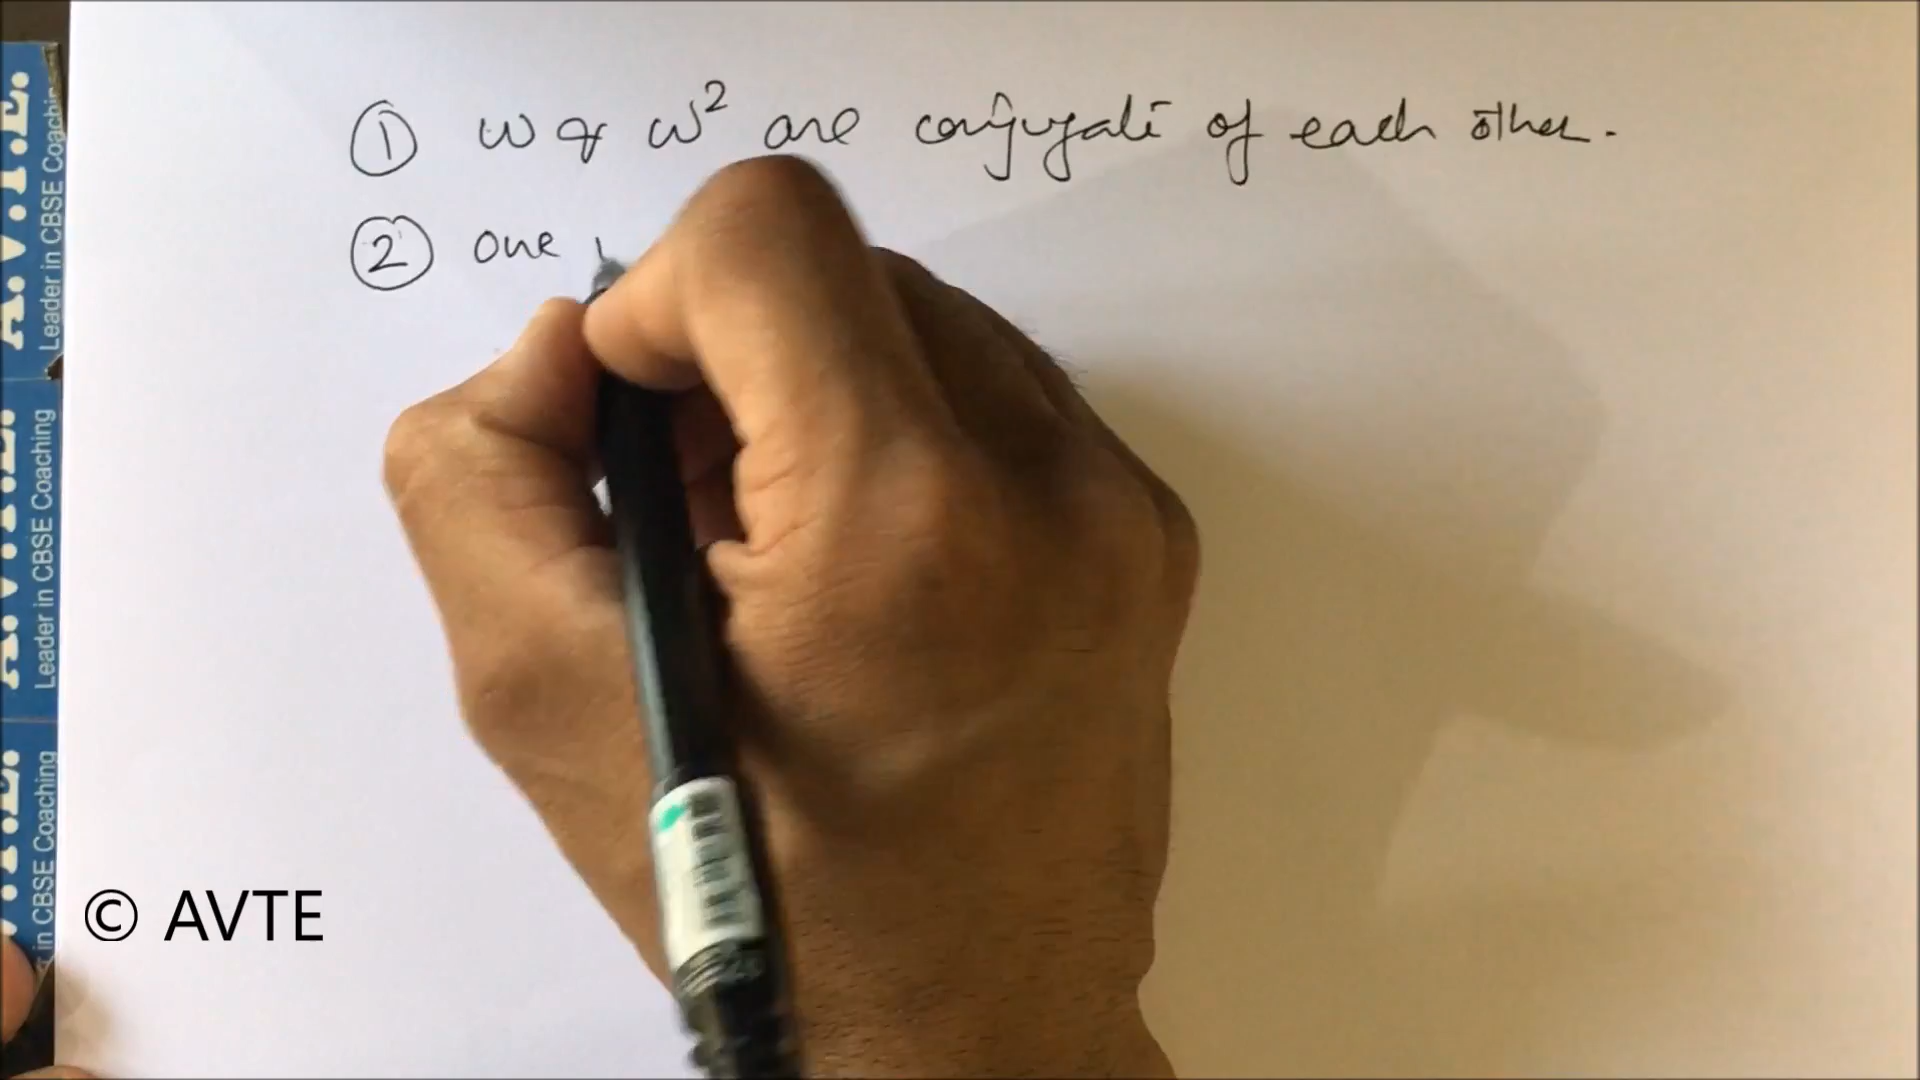 ① w & w² are conjugate of each other.
② one
© AVTE
A.V.T.E.
Leader in CBSE Coaching
Leader in CBSE Coaching
in CBSE Coaching